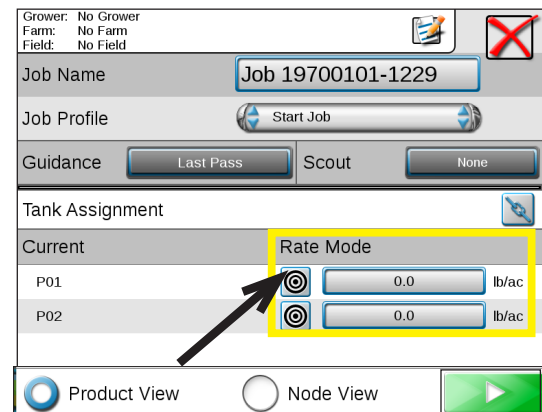 Grower: No Grower
Farm: No Farm
Field: No Field
Job Name Job 19700101-1229
Job Profile Start Job
Guidance Last Pass Scout None
Tank Assignment
Current Rate Mode
P01 0.0 lb/ac
P02 0.0 lb/ac
Product View Node View